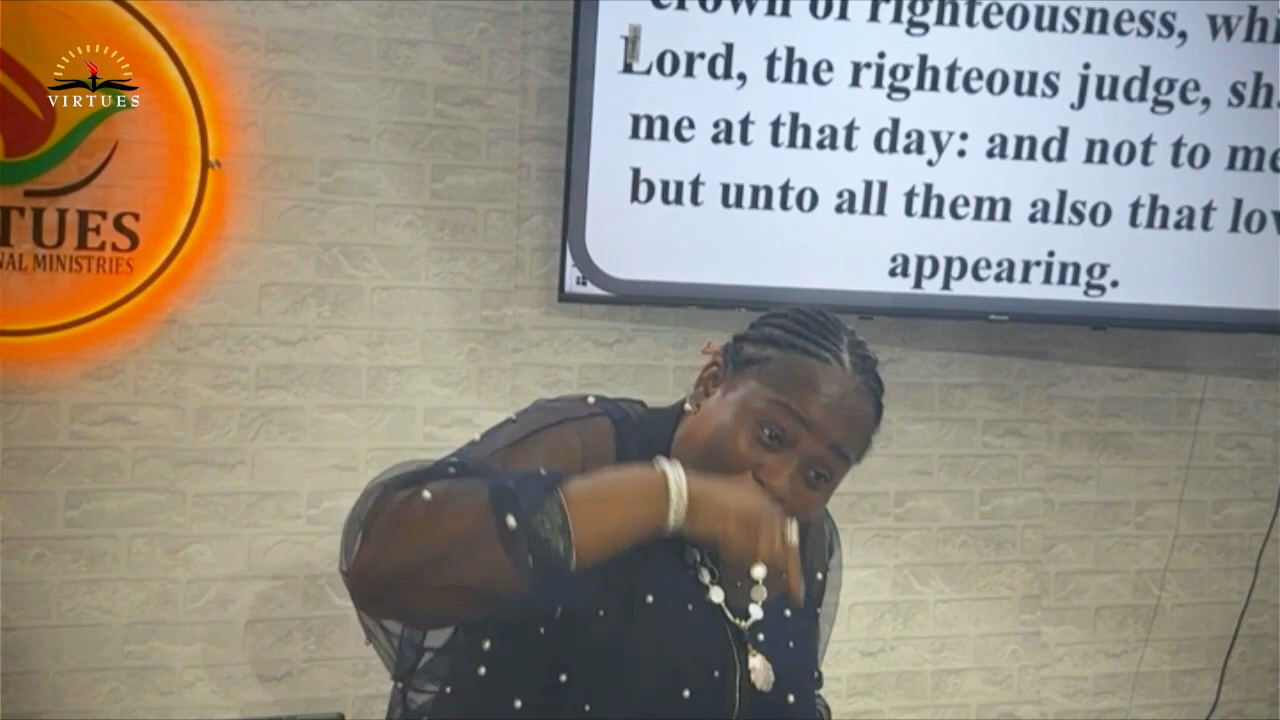 VIRTUES
TUES
NAL MINISTRIES
crown of righteousness, whi
Lord, the righteous judge, sh
me at that day: and not to me
but unto all them also that lov
appearing.